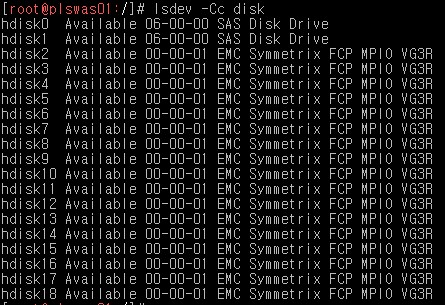 [root@plswas01:/]# lsdev -Cc disk
hdisk0  Available 06-00-00 SAS Disk Drive
hdisk1  Available 06-00-00 SAS Disk Drive
hdisk2  Available 00-00-01 EMC Symmetrix FCP MPIO VG3R
hdisk3  Available 00-00-01 EMC Symmetrix FCP MPIO VG3R
hdisk4  Available 00-00-01 EMC Symmetrix FCP MPIO VG3R
hdisk5  Available 00-00-01 EMC Symmetrix FCP MPIO VG3R
hdisk6  Available 00-00-01 EMC Symmetrix FCP MPIO VG3R
hdisk7  Available 00-00-01 EMC Symmetrix FCP MPIO VG3R
hdisk8  Available 00-00-01 EMC Symmetrix FCP MPIO VG3R
hdisk9  Available 00-00-01 EMC Symmetrix FCP MPIO VG3R
hdisk10 Available 00-00-01 EMC Symmetrix FCP MPIO VG3R
hdisk11 Available 00-00-01 EMC Symmetrix FCP MPIO VG3R
hdisk12 Available 00-00-01 EMC Symmetrix FCP MPIO VG3R
hdisk13 Available 00-00-01 EMC Symmetrix FCP MPIO VG3R
hdisk14 Available 00-00-01 EMC Symmetrix FCP MPIO VG3R
hdisk15 Available 00-00-01 EMC Symmetrix FCP MPIO VG3R
hdisk16 Available 00-00-01 EMC Symmetrix FCP MPIO VG3R
hdisk17 Available 00-00-01 EMC Symmetrix FCP MPIO VG3R
hdisk18 Available 00-00-01 EMC Symmetrix FCP MPIO VG3R